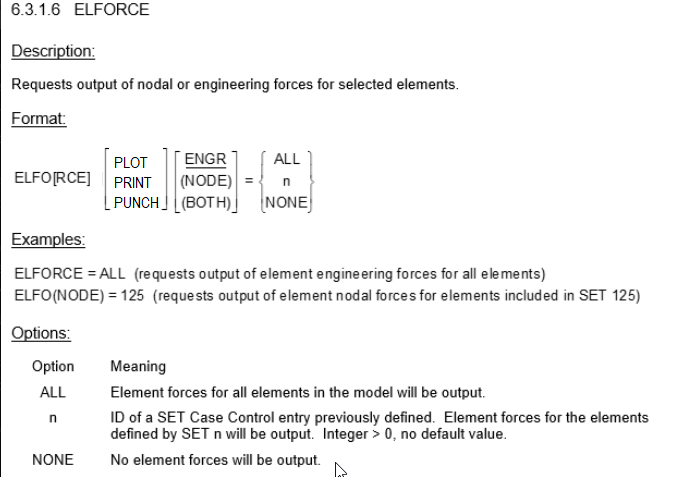 6.3.1.6 ELFORCE
Description:
Requests output of nodal or engineering forces for selected elements.
Format:
PLOT ENGR ALL
ELFO[RCE] PRINT (NODE) = n
PUNCH (BOTH) NONE
Examples:
ELFORCE = ALL (requests output of element engineering forces for all elements)
ELFO(NODE) = 125 (requests output of element nodal forces for elements included in SET 125)
Options:
Option Meaning
ALL Element forces for all elements in the model will be output.
n ID of a SET Case Control entry previously defined. Element forces for the elements
defined by SET n will be output. Integer > 0, no default value.
NONE No element forces will be output.